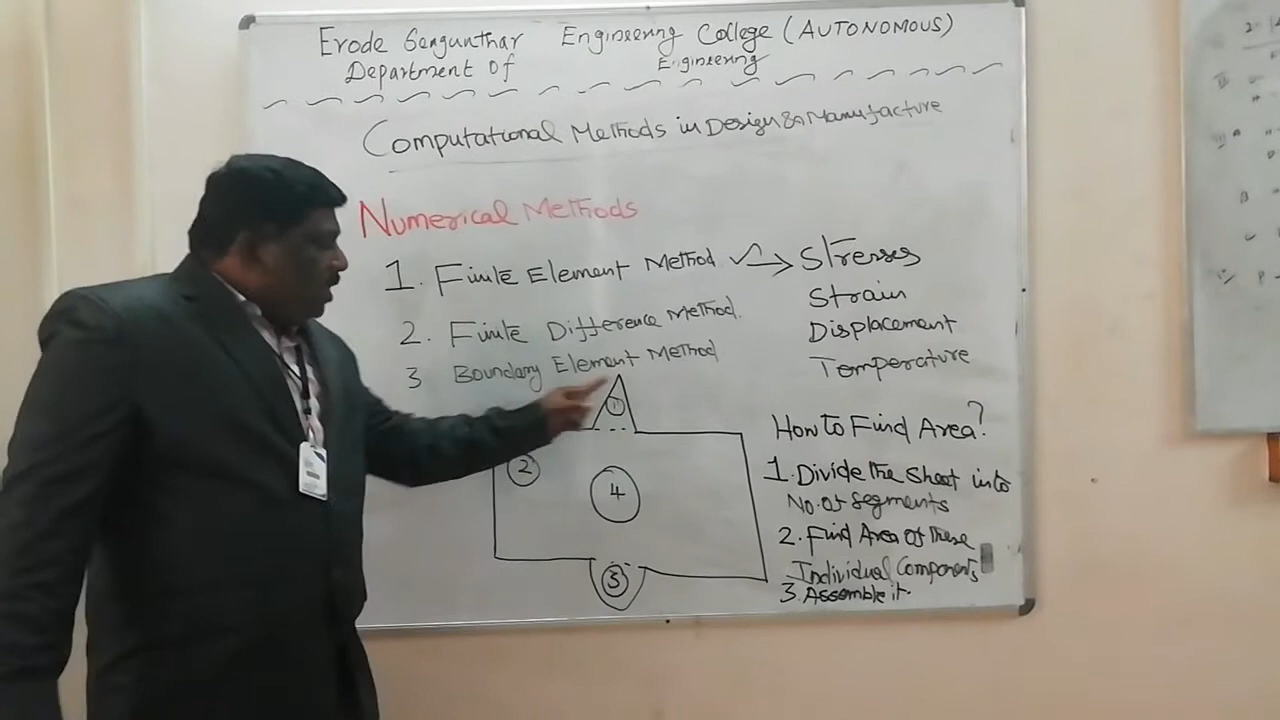 Erode Sengunthar Engineering College (AUTONOMOUS)
Department Of Engineering
Computational Methods in Design & Manufacture
Numerical Methods
1. Finite Element Method → Stresses
Strain
2. Finite Difference Method.
Displacement
3 Boundary Element Method
Temperature
1
2
4
3
How to Find Area?
1. Divide the sheet into
No. of segments
2. Find Area Of these
Individual Components
3. Assemble it.